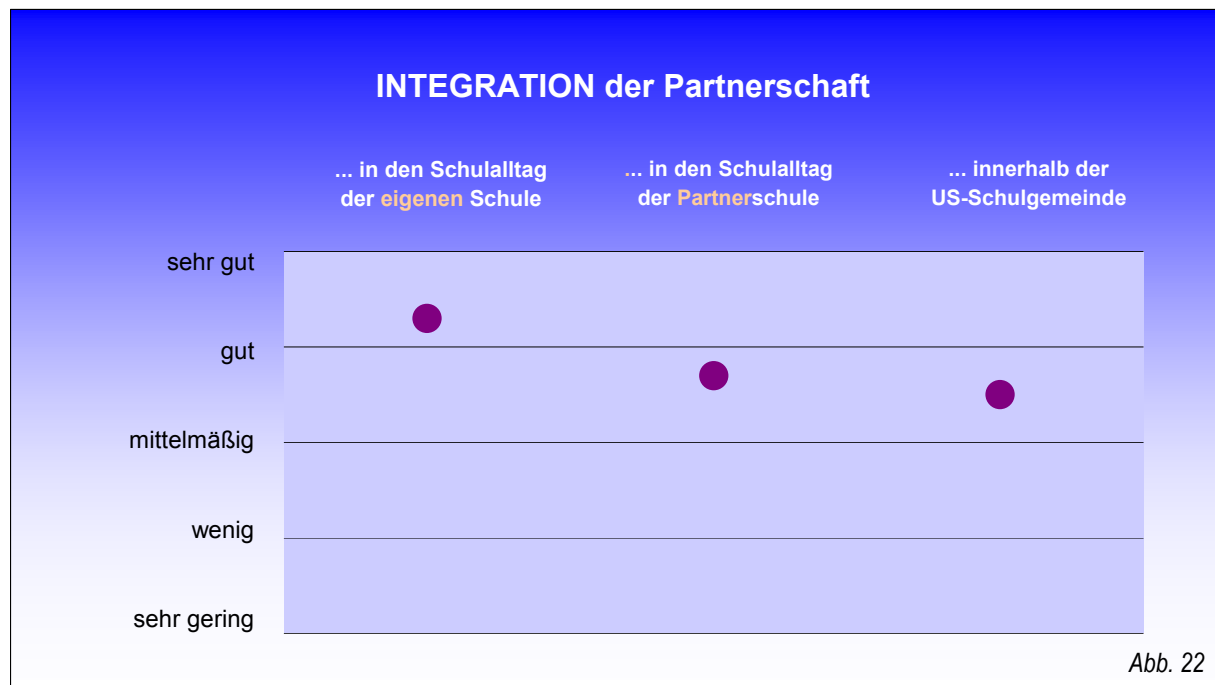 INTEGRATION der Partnerschaft
... in den Schulalltag
der eigenen Schule
... in den Schulalltag
der Partnerschule
... innerhalb der
US-Schulgemeinde
sehr gut
gut
mittelmäßig
wenig
sehr gering
Abb. 22